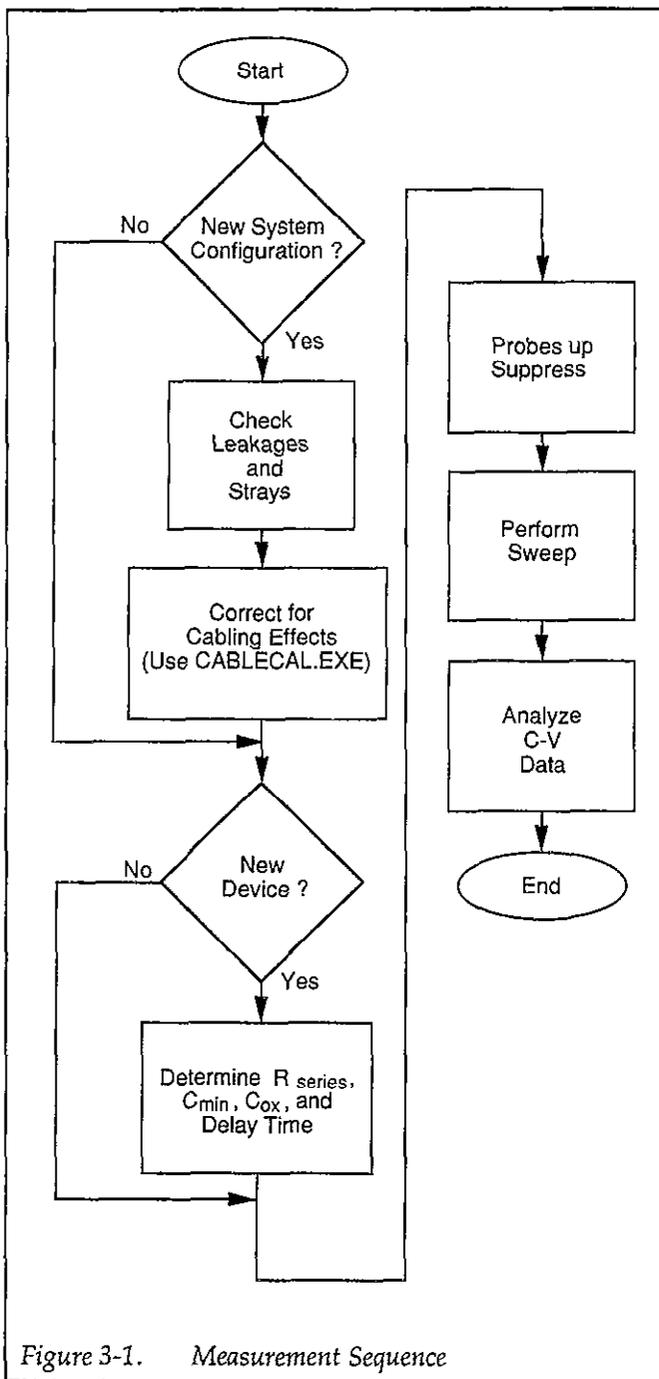 Start
New System
Configuration ?
No
Yes
Check
Leakages
and
Strays
Correct for
Cabling Effects
(Use CABLECAL.EXE)
New
Device ?
No
Yes
Determine R series,
Cmin, Cox, and
Delay Time
Probes up
Suppress
Perform
Sweep
Analyze
C-V
Data
End
Figure 3-1. Measurement Sequence